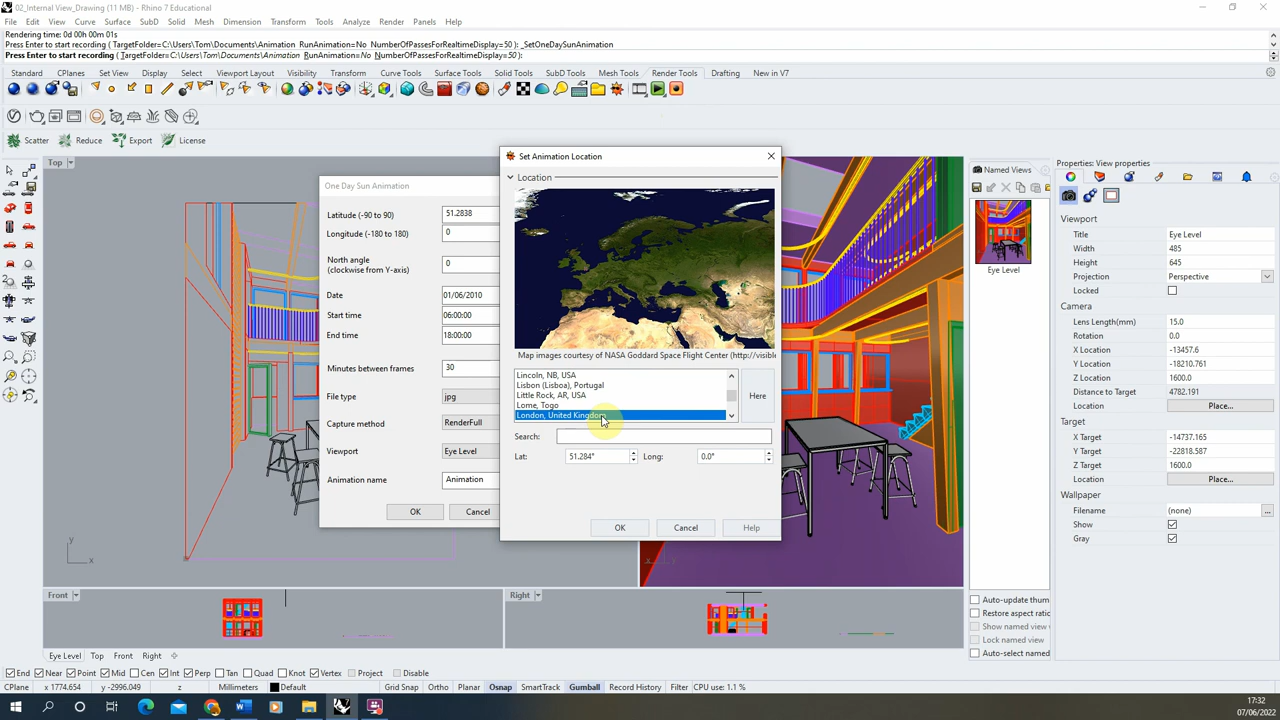 02_Internal View_Drawing (11 MB) - Rhino 7 Educational
File Edit View Curve Surface SubD Solid Mesh Dimension Transform Tools Analyze Render Panels Help
Rendering time: 0d 00h 00m 01s
Press Enter to start recording ( TargetFolder=C:\Users\Tom\Documents\Animation RunAnimation=No NumberOfPassesForRealtimeDisplay=50 ): _SetOneDaySunAnimation
Press Enter to start recording ( TargetFolder=C:\Users\Tom\Documents\Animation RunAnimation=No NumberOfPassesForRealtimeDisplay=50 ):
Standard CPlanes Set View Display Select Viewport Layout Visibility Transform Curve Tools Surface Tools Solid Tools SubD Tools Mesh Tools Render Tools Drafting New in V7
Scatter Reduce Export License
Top
One Day Sun Animation
Latitude (-90 to 90) 51.2838
Longitude (-180 to 180) 0
North angle
(clockwise from Y-axis) 0
Date 01/06/2010
Start time 06:00:00
End time 18:00:00
Minutes between frames 30
File type jpg
Capture method RenderFull
Viewport Eye Level
Animation name Animation
OK Cancel
Set Animation Location
Location
Map images courtesy of NASA Goddard Space Flight Center (http://visible
Lincoln, NB, USA
Lisbon (Lisboa), Portugal
Little Rock, AR, USA
Lome, Togo
London, United Kingdom
Here
Search:
Lat: 51.284° Long: 0.0°
OK Cancel Help
Named Views
Eye Level
Auto-update thum
Restore aspect ratio
Show named view
Lock named view
Auto-select named
Properties: View properties
Viewport
Title Eye Level
Width 485
Height 645
Projection Perspective
Locked
Camera
Lens Length(mm) 15.0
Rotation 0.0
X Location -13457.6
Y Location -18210.761
Z Location 1600.0
Distance to Target 4782.191
Location Place...
Target
X Target -14737.165
Y Target -22818.587
Z Target 1600.0
Location Place...
Wallpaper
Filename (none) ...
Show
Gray
y
x
Front
Right
Eye Level Top Front Right
End Near Point Mid Cen Int Perp Tan Quad Knot Vertex Project Disable
CPlane x 1774.654 y -2996.049 z Millimeters Default Grid Snap Ortho Planar Osnap SmartTrack Gumball Record History Filter CPU use: 1.1 %
17:32
07/06/2022